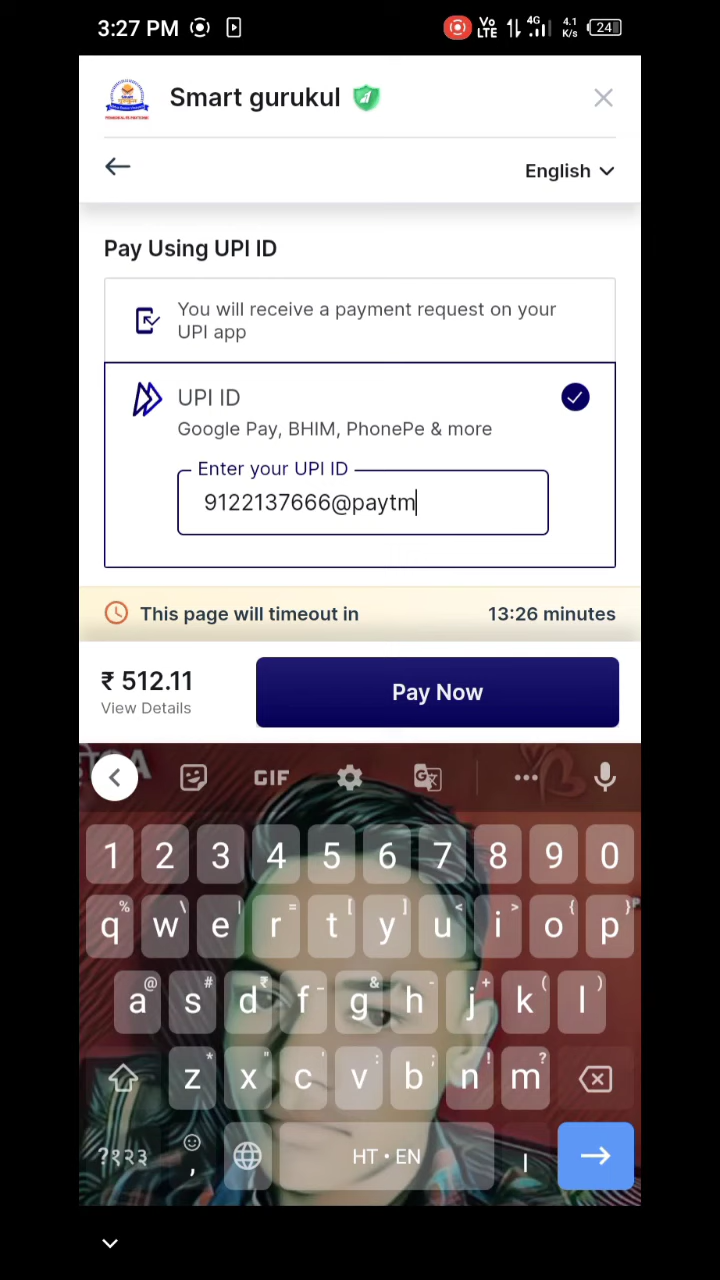 3:27 PM
Vo LTE 4G 4.1 K/s 24
Smart gurukul
English
Pay Using UPI ID
You will receive a payment request on your
UPI app
UPI ID
Google Pay, BHIM, PhonePe & more
Enter your UPI ID
9122137666@paytm
This page will timeout in 13:26 minutes
₹ 512.11
View Details
Pay Now
GIF
1 2 3 4 5 6 7 8 9 0
% \ | = [ ] < > { }
q w e r t y u i o p
@ # ₹ - & - + ( )
a s d f g h j k l
* " ' : ; ! ?
z x c v b n m
?१२३ , HT • EN |